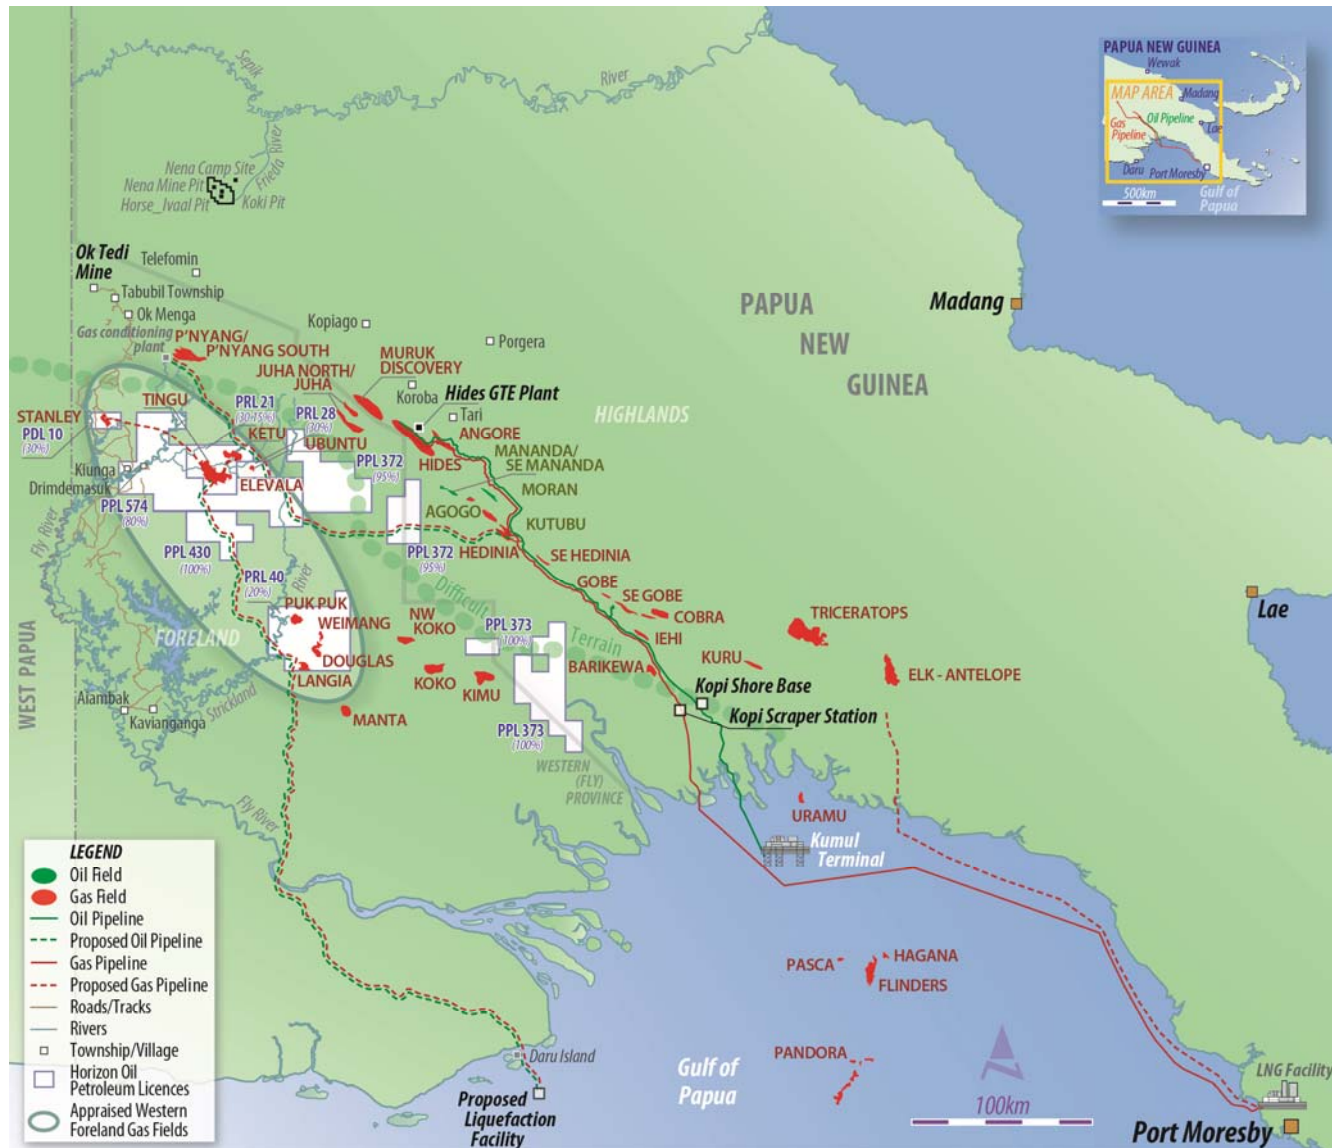 Sepik
River
Frieda River
Nena Camp Site
Nena Mine Pit
Horse_Ivaal Pit
Koki Pit
PAPUA NEW GUINEA
Wewak
MAP AREA
Madang
Oil Pipeline
Gas
Pipeline
Lae
Daru
Port Moresby
500km
Gulf of
Papua
Ok Tedi
Mine
Telefomin
Tabubil Township
Ok Menga
Gas conditioning
plant
P'NYANG/
P'NYANG SOUTH
Kopiago
Porgera
JUHA NORTH/
JUHA
MURUK
DISCOVERY
Koroba
Hides GTE Plant
Tari
PAPUA
NEW
GUINEA
HIGHLANDS
Madang
STANLEY
PDL 10
(30%)
TINGU
PRL 21
(30.15%)
KETU
PRL 28
(30%)
UBUNTU
ELEVALA
ANGORE
HIDES
MANANDA/
SE MANANDA
MORAN
PPL 372
(95%)
AGOGO
KUTUBU
HEDINIA
SE HEDINIA
Kiunga
Drimdemasuk
PPL 574
(80%)
PPL 430
(100%)
PPL 372
(95%)
Fly River
PRL 40
(20%)
River
Difficult
Terrain
GOBE
SE GOBE
COBRA
IEHI
TRICERATOPS
Lae
PUK PUK
WEIMANG
DOUGLAS
LANGIA
FORELAND
WEST PAPUA
NW
KOKO
KOKO
KIMU
PPL 373
(100%)
BARIKEWA
KURU
ELK - ANTELOPE
Kopi Shore Base
Kopi Scraper Station
Aiambak
Kavianganga
Strickland
MANTA
PPL 373
(100%)
WESTERN
(FLY)
PROVINCE
Fly River
URAMU
Kumul
Terminal
PASCA
HAGANA
FLINDERS
PANDORA
Gulf of
Papua
100km
Daru Island
Proposed
Liquefaction
Facility
LNG Facility
Port Moresby
LEGEND
Oil Field
Gas Field
Oil Pipeline
Proposed Oil Pipeline
Gas Pipeline
Proposed Gas Pipeline
Roads/Tracks
Rivers
Township/Village
Horizon Oil
Petroleum Licences
Appraised Western
Foreland Gas Fields